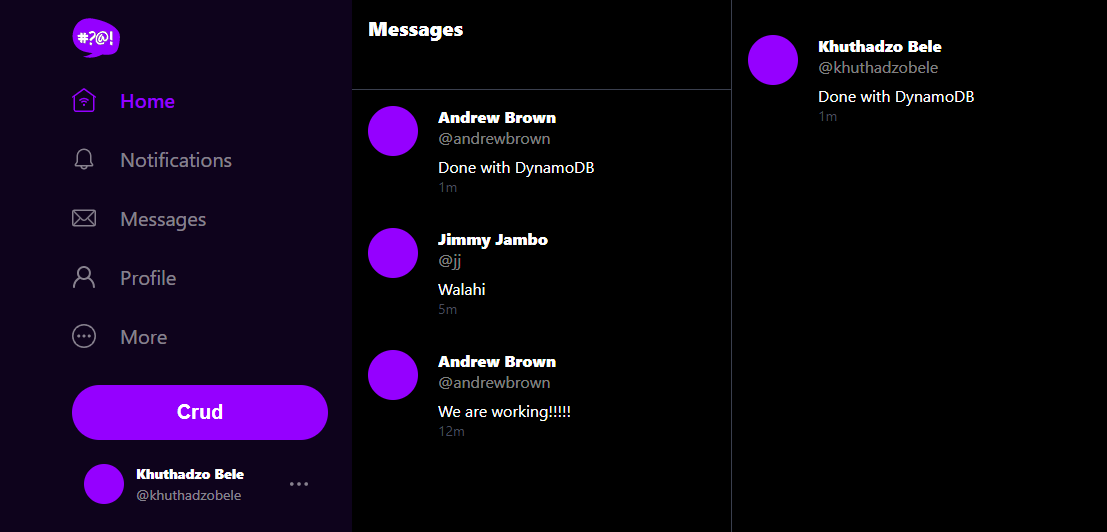 #?@!
Home
Notifications
Messages
Profile
More
Crud
Khuthadzo Bele
@khuthadzobele
Messages
Andrew Brown
@andrewbrown
Done with DynamoDB
1m
Jimmy Jambo
@jj
Walahi
5m
Andrew Brown
@andrewbrown
We are working!!!!!
12m
Khuthadzo Bele
@khuthadzobele
Done with DynamoDB
1m